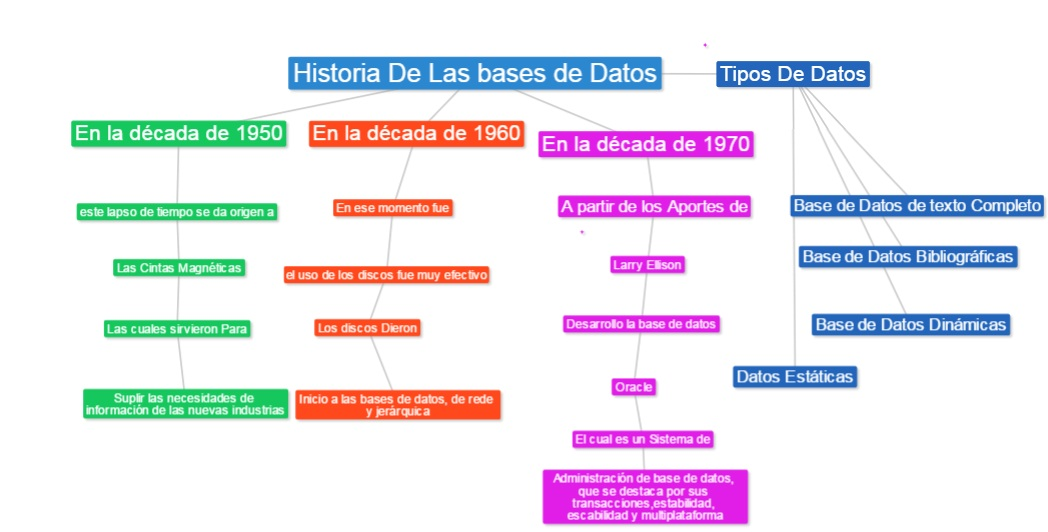 Historia De Las bases de Datos
Tipos De Datos
En la década de 1950
este lapso de tiempo se da origen a
Las Cintas Magnéticas
Las cuales sirvieron Para
Suplir las necesidades de
información de las nuevas industrias
En la década de 1960
En ese momento fue
el uso de los discos fue muy efectivo
Los discos Dieron
Inicio a las bases de datos, de rede
y jerárquica
En la década de 1970
A partir de los Aportes de
Larry Ellison
Desarrollo la base de datos
Oracle
El cual es un Sistema de
Administración de base de datos,
que se destaca por sus
transacciones,estabilidad,
escabilidad y multiplataforma
Base de Datos de texto Completo
Base de Datos Bibliográficas
Base de Datos Dinámicas
Datos Estáticas